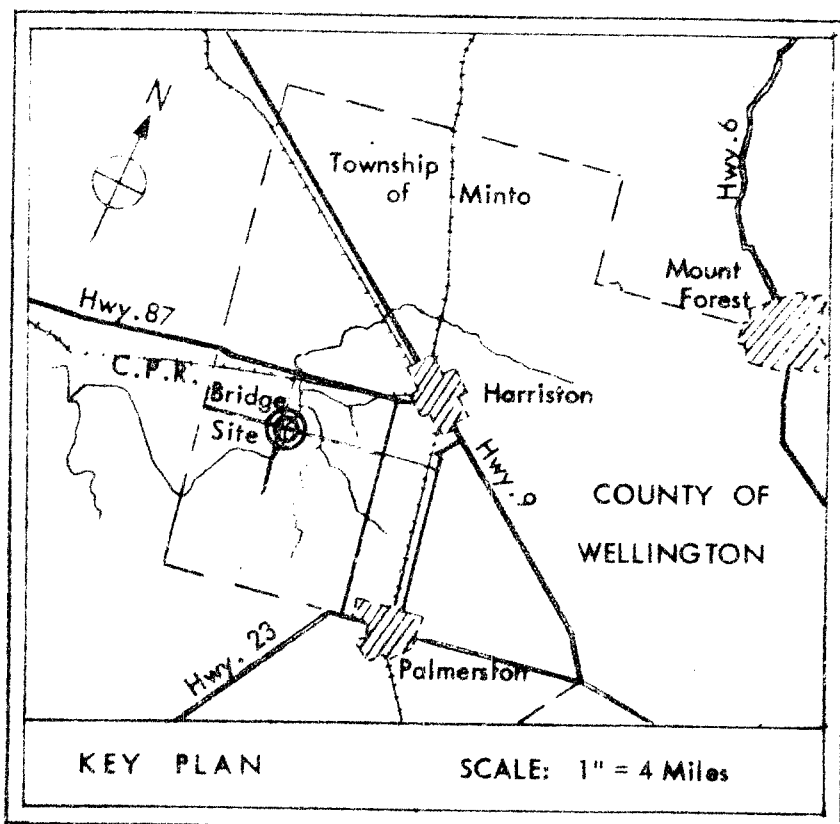 N
Township
of Minto
Hwy. 6
Mount
Forest
Hwy. 87
C.P.R.
Bridge
Site
Harriston
Hwy. 9
COUNTY OF
WELLINGTON
Hwy. 23
Palmerston
KEY PLAN SCALE: 1" = 4 Miles